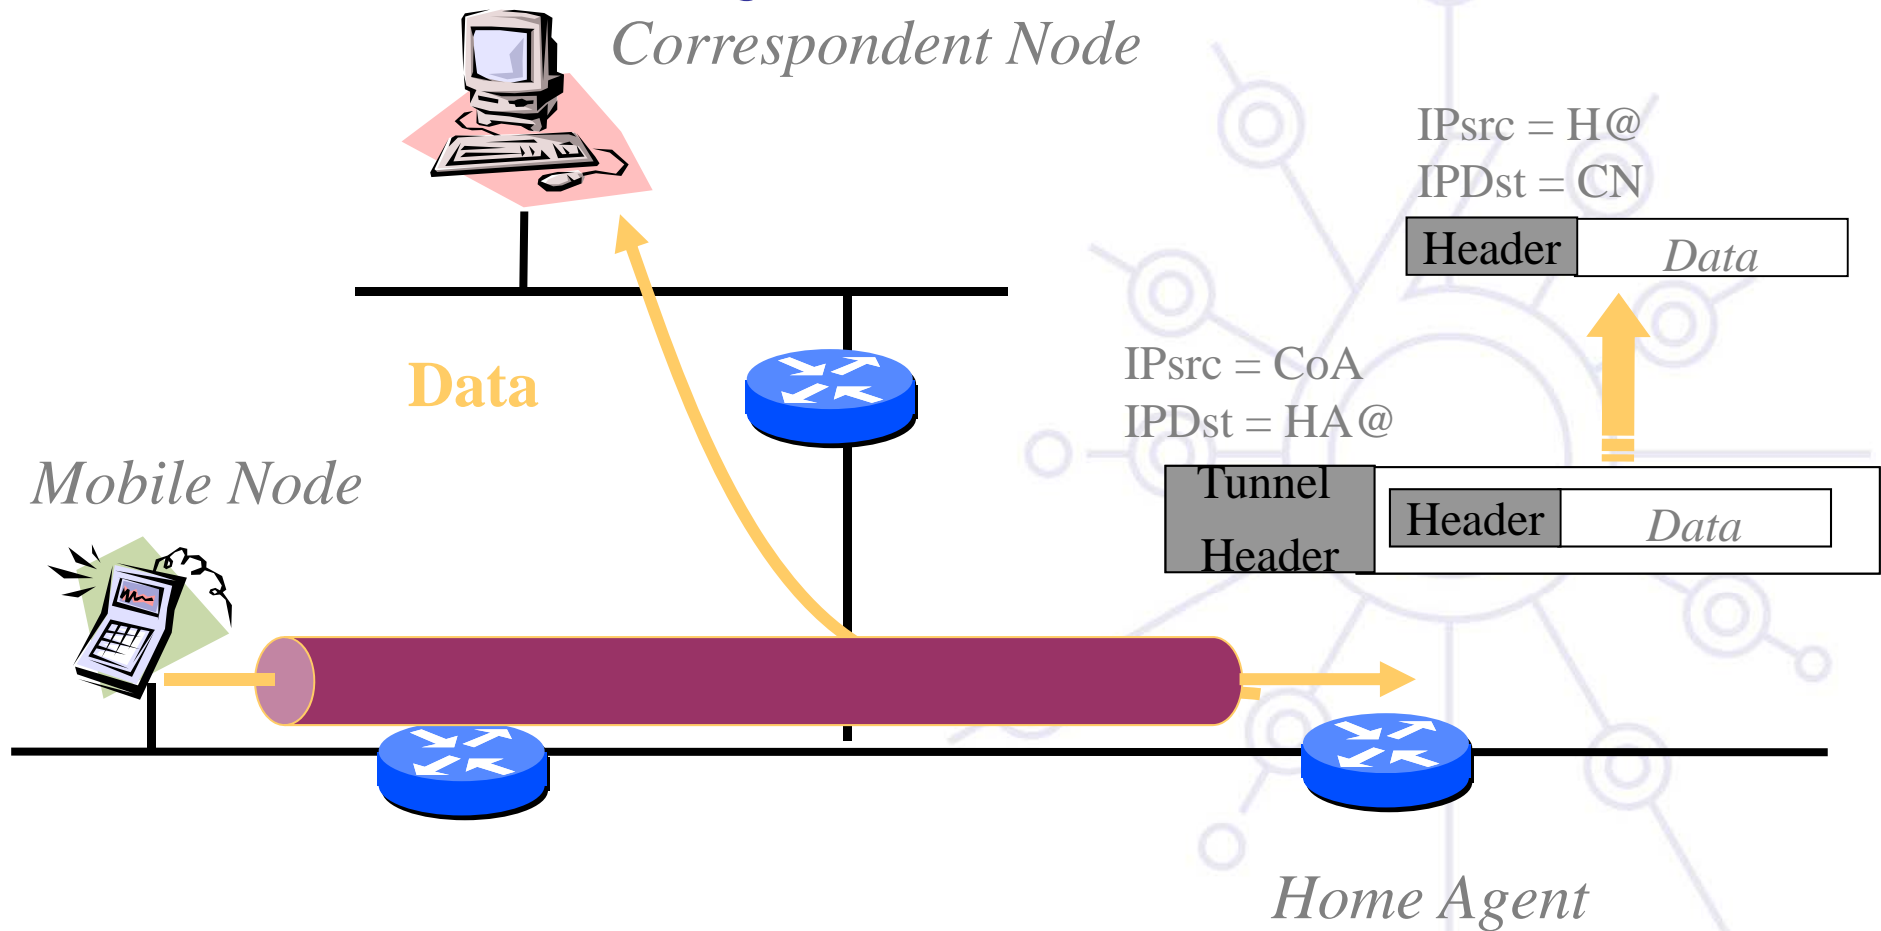 Correspondent Node
IPsrc = H@
IPDst = CN
Header Data
IPsrc = CoA
IPDst = HA@
Data
Mobile Node
Tunnel
Header
Header Data
Home Agent